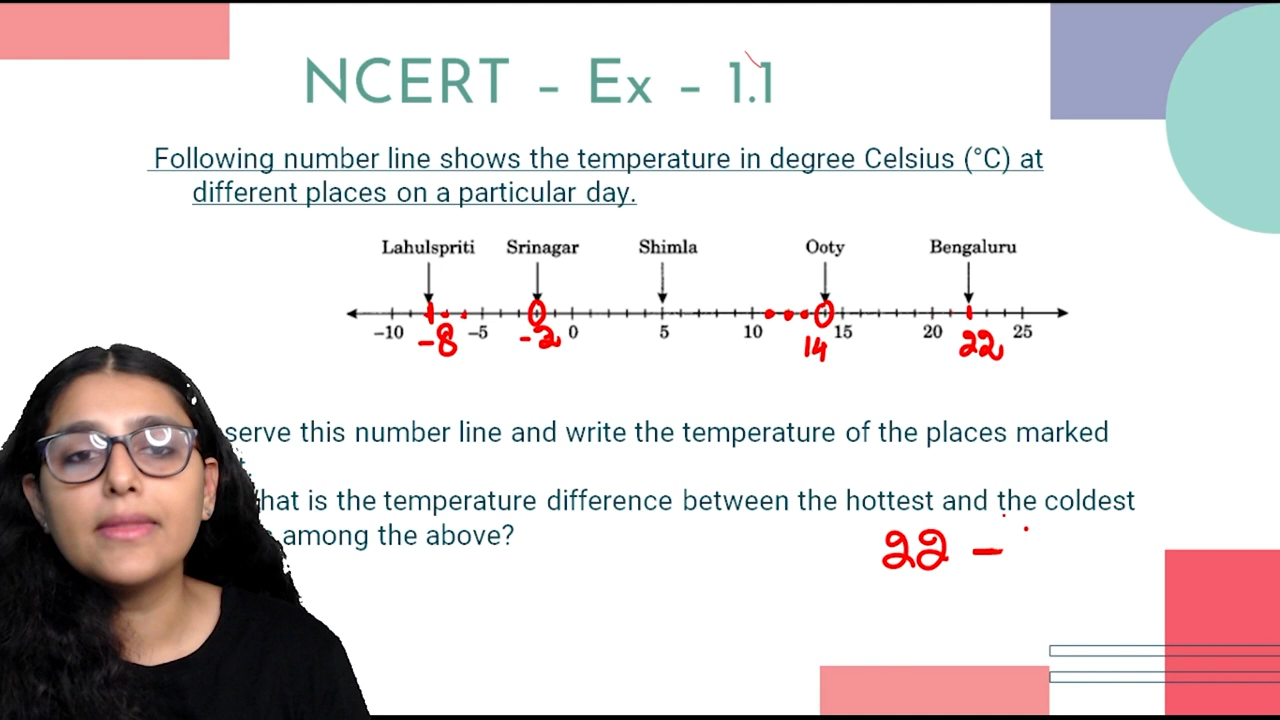 NCERT - Ex - 1.1
Following number line shows the temperature in degree Celsius (°C) at
different places on a particular day.
Lahulspriti Srinagar Shimla Ooty Bengaluru
-10 -5 0 5 10 15 20 25
-8 -2 14 22
serve this number line and write the temperature of the places marked
hat is the temperature difference between the hottest and the coldest
among the above?
22 -